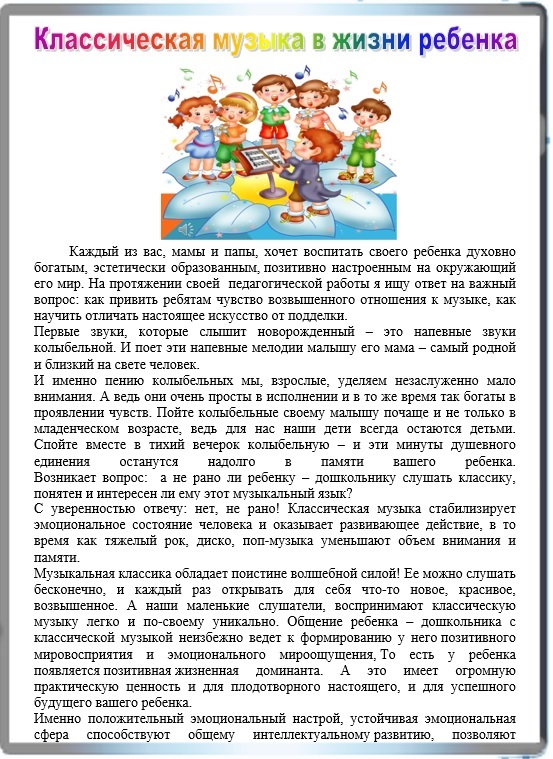 Классическая музыка в жизни ребенка
Каждый из вас, мамы и папы, хочет воспитать своего ребенка духовно
богатым, эстетически образованным, позитивно настроенным на окружающий
его мир. На протяжении своей педагогической работы я ищу ответ на важный
вопрос: как привить ребятам чувство возвышенного отношения к музыке, как
научить отличать настоящее искусство от подделки.
Первые звуки, которые слышит новорожденный – это напевные звуки
колыбельной. И поет эти напевные мелодии малышу его мама – самый родной
и близкий на свете человек.
И именно пению колыбельных мы, взрослые, уделяем незаслуженно мало
внимания. А ведь они очень просты в исполнении и в то же время так богаты в
проявлении чувств. Пойте колыбельные своему малышу почаще и не только в
младенческом возрасте, ведь для нас наши дети всегда остаются детьми.
Спойте вместе в тихий вечерок колыбельную – и эти минуты душевного
единения останутся надолго в памяти вашего ребенка.
Возникает вопрос: а не рано ли ребенку – дошкольнику слушать классику,
понятен и интересен ли ему этот музыкальный язык?
С уверенностью отвечу: нет, не рано! Классическая музыка стабилизирует
эмоциональное состояние человека и оказывает развивающее действие, в то
время как тяжелый рок, диско, поп-музыка уменьшают объем внимания и
памяти.
Музыкальная классика обладает поистине волшебной силой! Ее можно слушать
бесконечно, и каждый раз открывать для себя что-то новое, красивое,
возвышенное. А наши маленькие слушатели, воспринимают классическую
музыку легко и по-своему уникально. Общение ребенка – дошкольника с
классической музыкой неизбежно ведет к формированию у него позитивного
мировосприятия и эмоционального мироощущения, То есть у ребенка
появляется позитивная жизненная доминанта. А это имеет огромную
практическую ценность и для плодотворного настоящего, и для успешного
будущего вашего ребенка.
Именно положительный эмоциональный настрой, устойчивая эмоциональная
сфера способствуют общему интеллектуальному развитию, позволяют